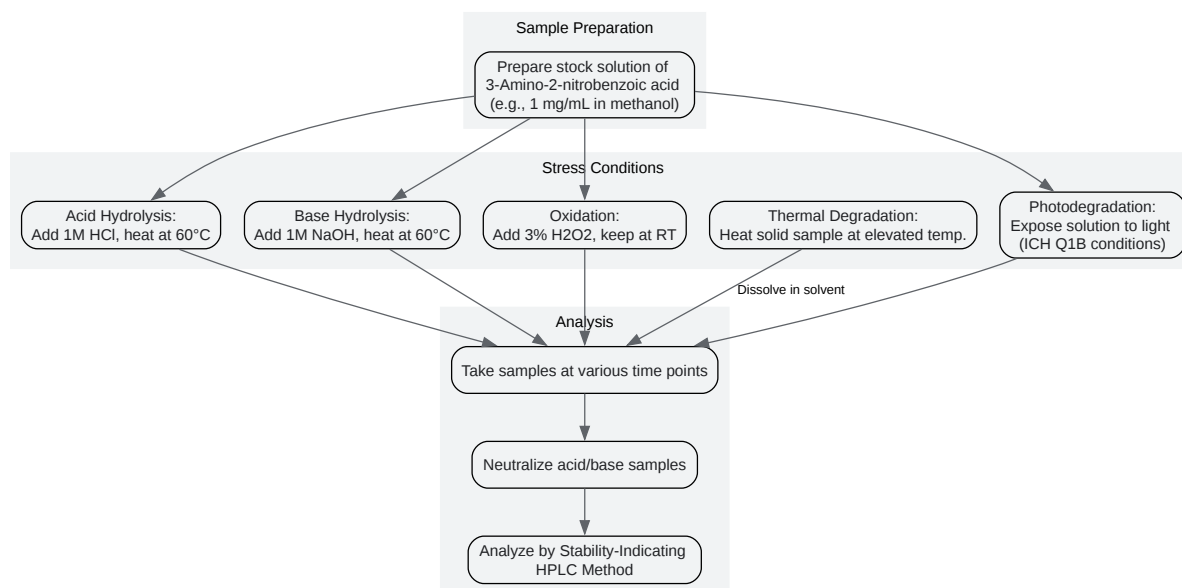 Sample Preparation
Prepare stock solution of
3-Amino-2-nitrobenzoic acid
(e.g., 1 mg/mL in methanol)
Stress Conditions
Acid Hydrolysis:
Add 1M HCl, heat at 60°C
Base Hydrolysis:
Add 1M NaOH, heat at 60°C
Oxidation:
Add 3% H2O2, keep at RT
Thermal Degradation:
Heat solid sample at elevated temp.
Photodegradation:
Expose solution to light
(ICH Q1B conditions)
Dissolve in solvent
Analysis
Take samples at various time points
Neutralize acid/base samples
Analyze by Stability-Indicating
HPLC Method